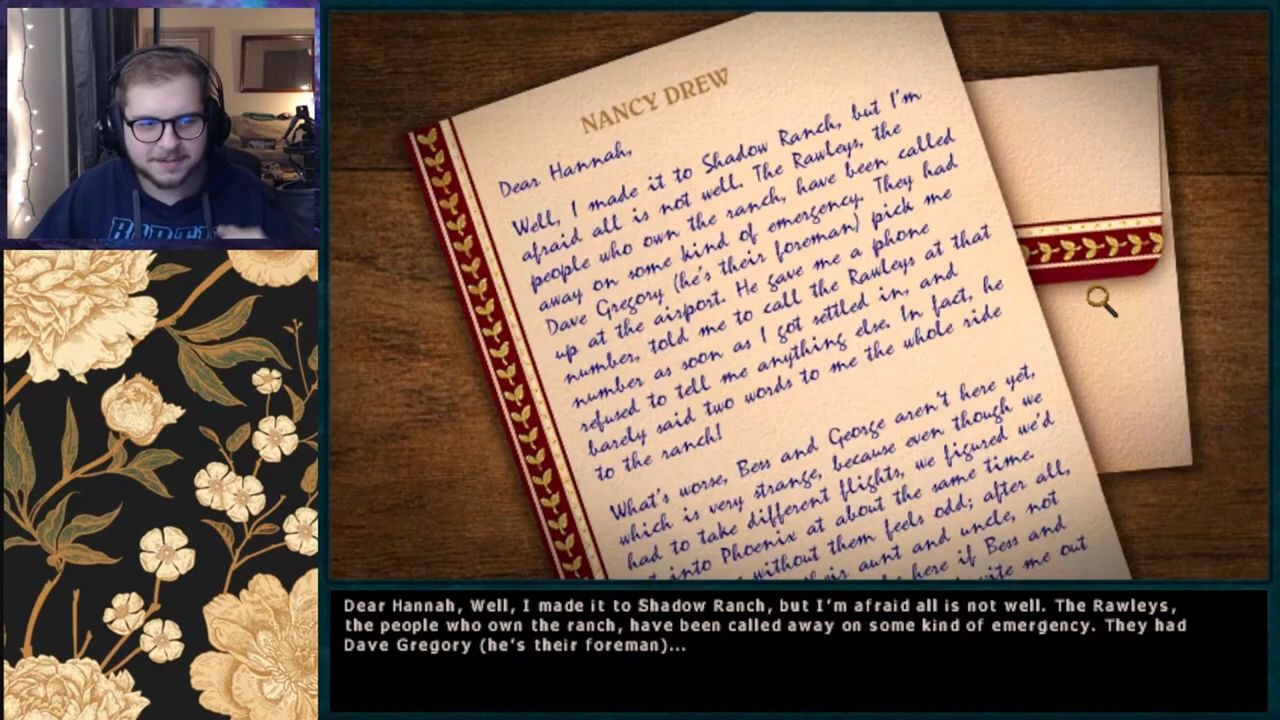 NANCY DREW
Dear Hannah,
Well, I made it to Shadow Ranch, but I'm
afraid all is not well. The Rawleys, the
people who own the ranch, have been called
away on some kind of emergency. They had
Dave Gregory (he's their foreman) pick me
up at the airport. He gave me a phone
number, told me to call the Rawleys at that
number as soon as I got settled in, and
refused to tell me anything else. In fact, he
barely said two words to me the whole ride
to the ranch!
What's worse, Bess and George aren't here yet,
which is very strange, because even though we
had to take different flights, we figured we'd
into Phoenix at about the same time.
without them feels odd; after all,
aunt and uncle, not
here if Bess and
me out
Dear Hannah, Well, I made it to Shadow Ranch, but I'm afraid all is not well. The Rawleys,
the people who own the ranch, have been called away on some kind of emergency. They had
Dave Gregory (he's their foreman)...